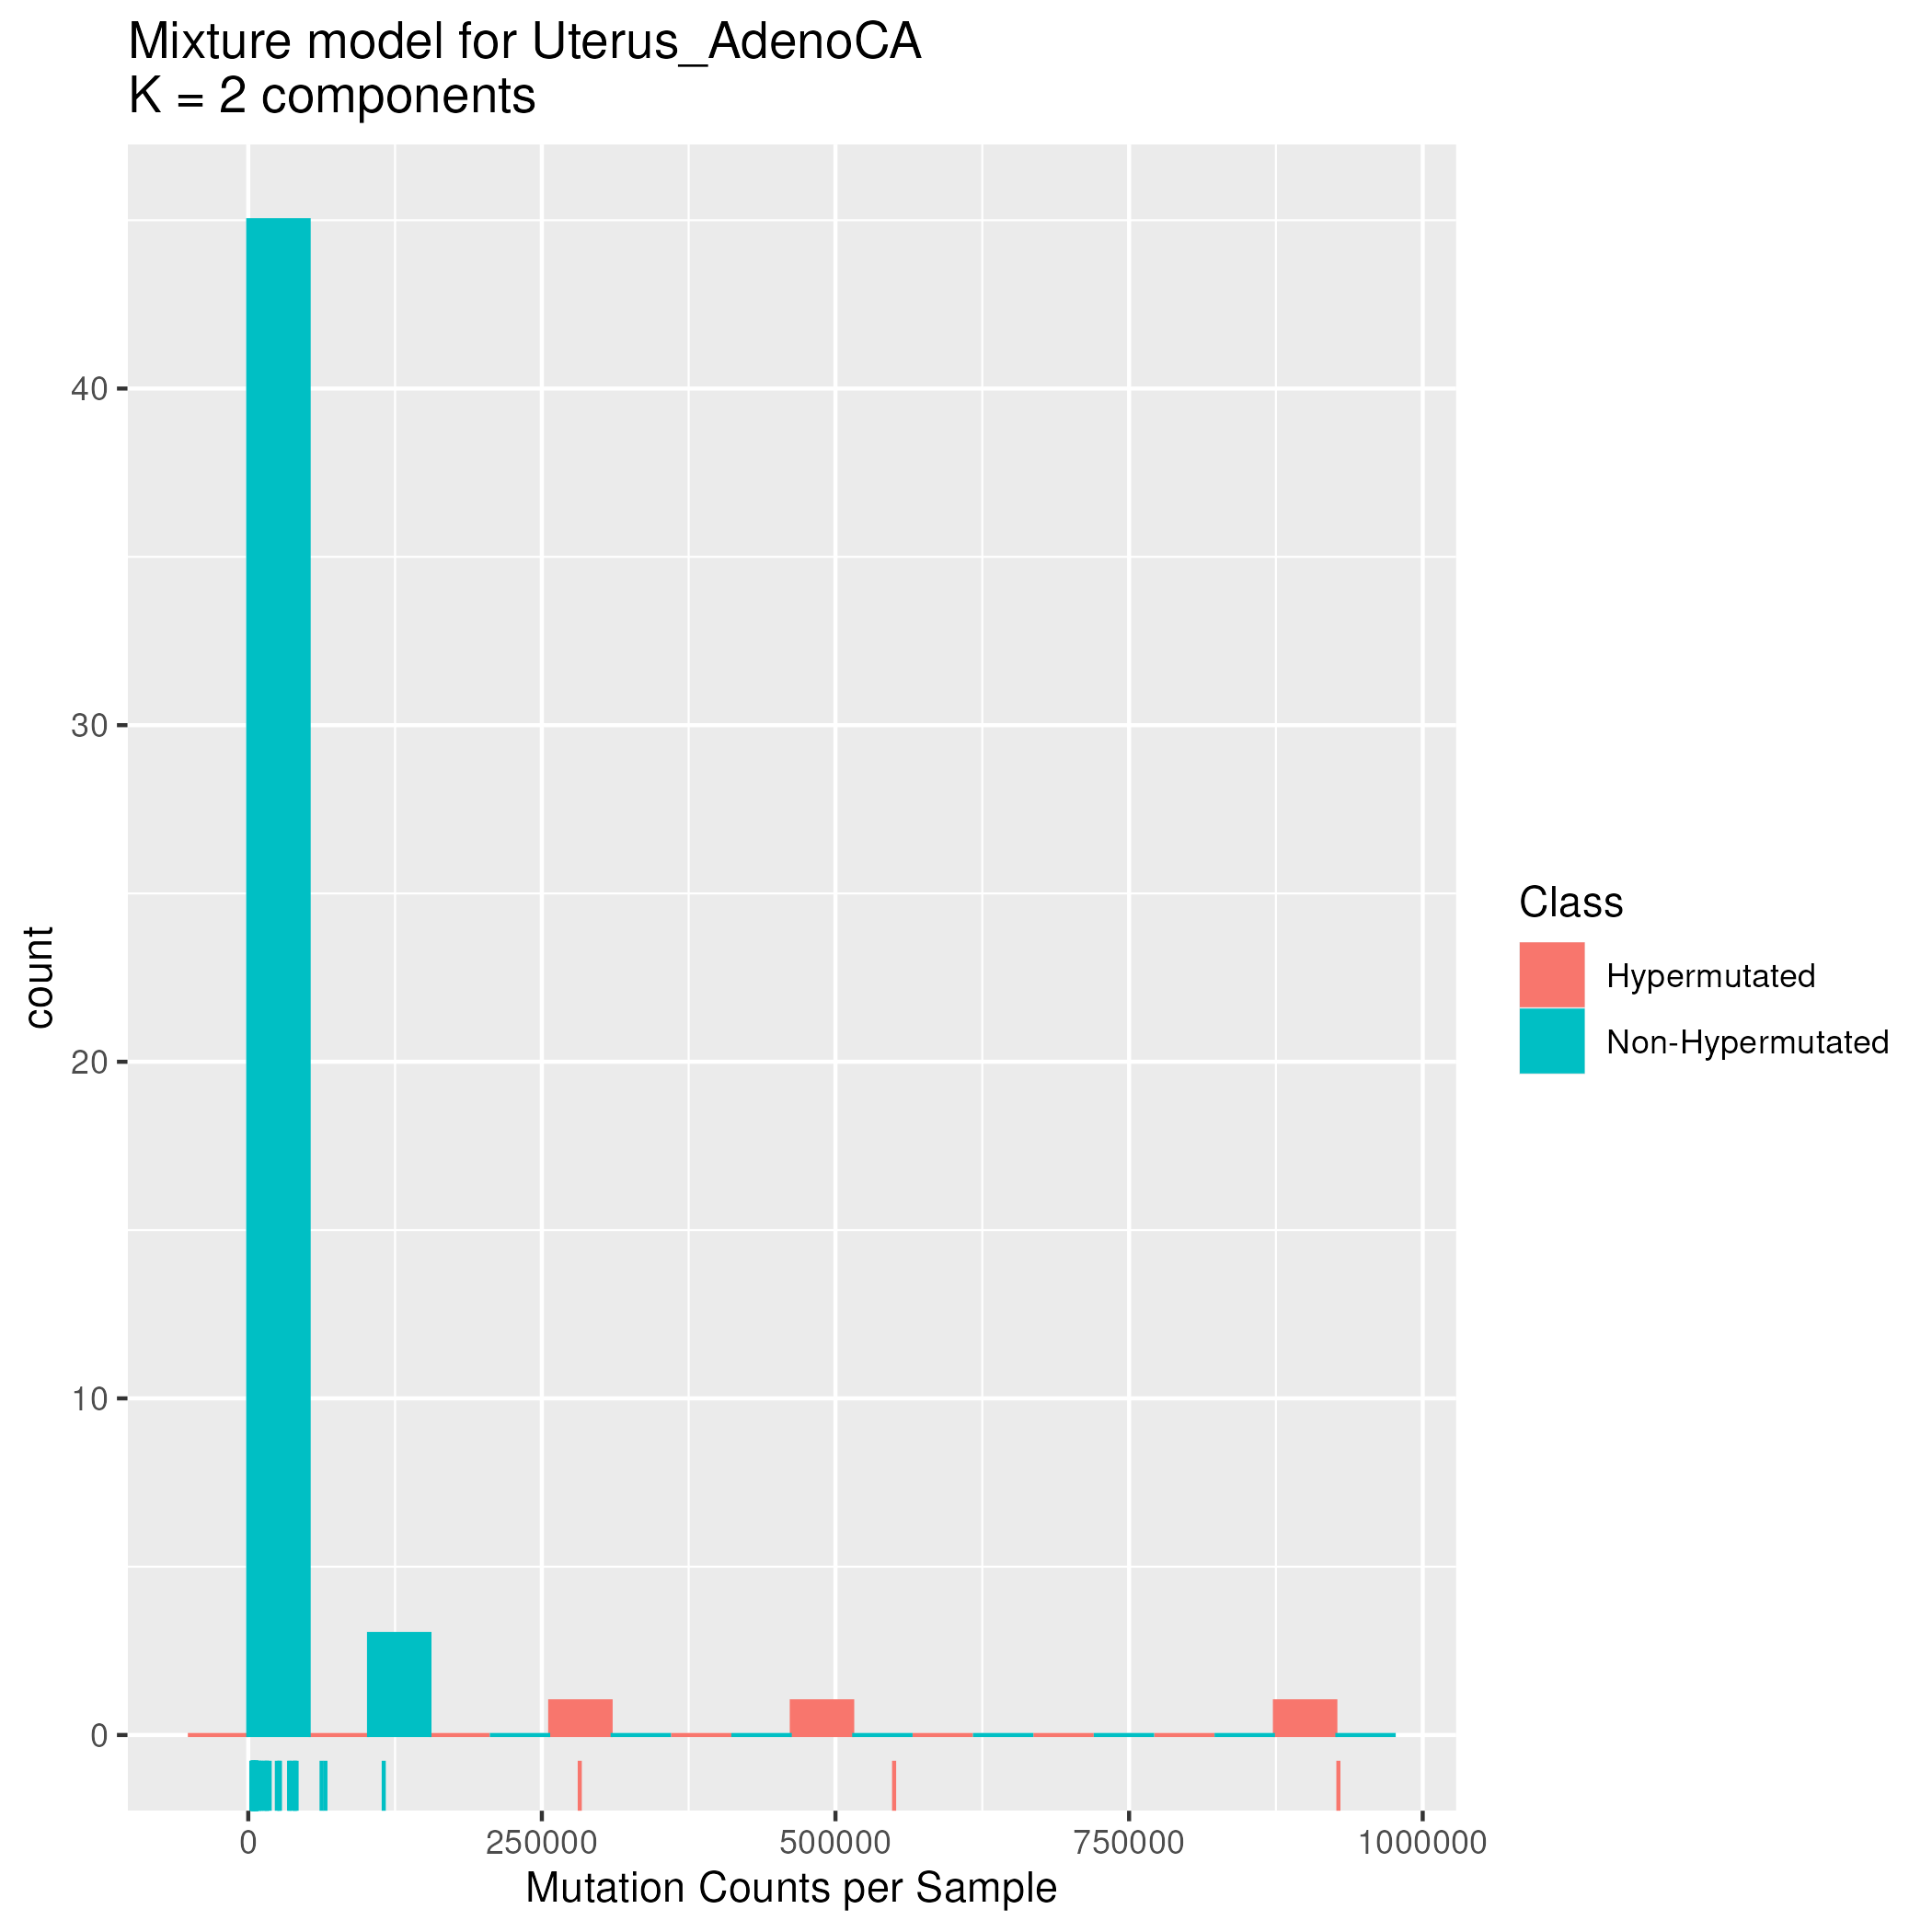 Mixture model for Uterus_AdenoCA
K = 2 components
40
30
20
10
0
count
0 250000 500000 750000 1000000
Mutation Counts per Sample
Class
Hypermutated
Non-Hypermutated